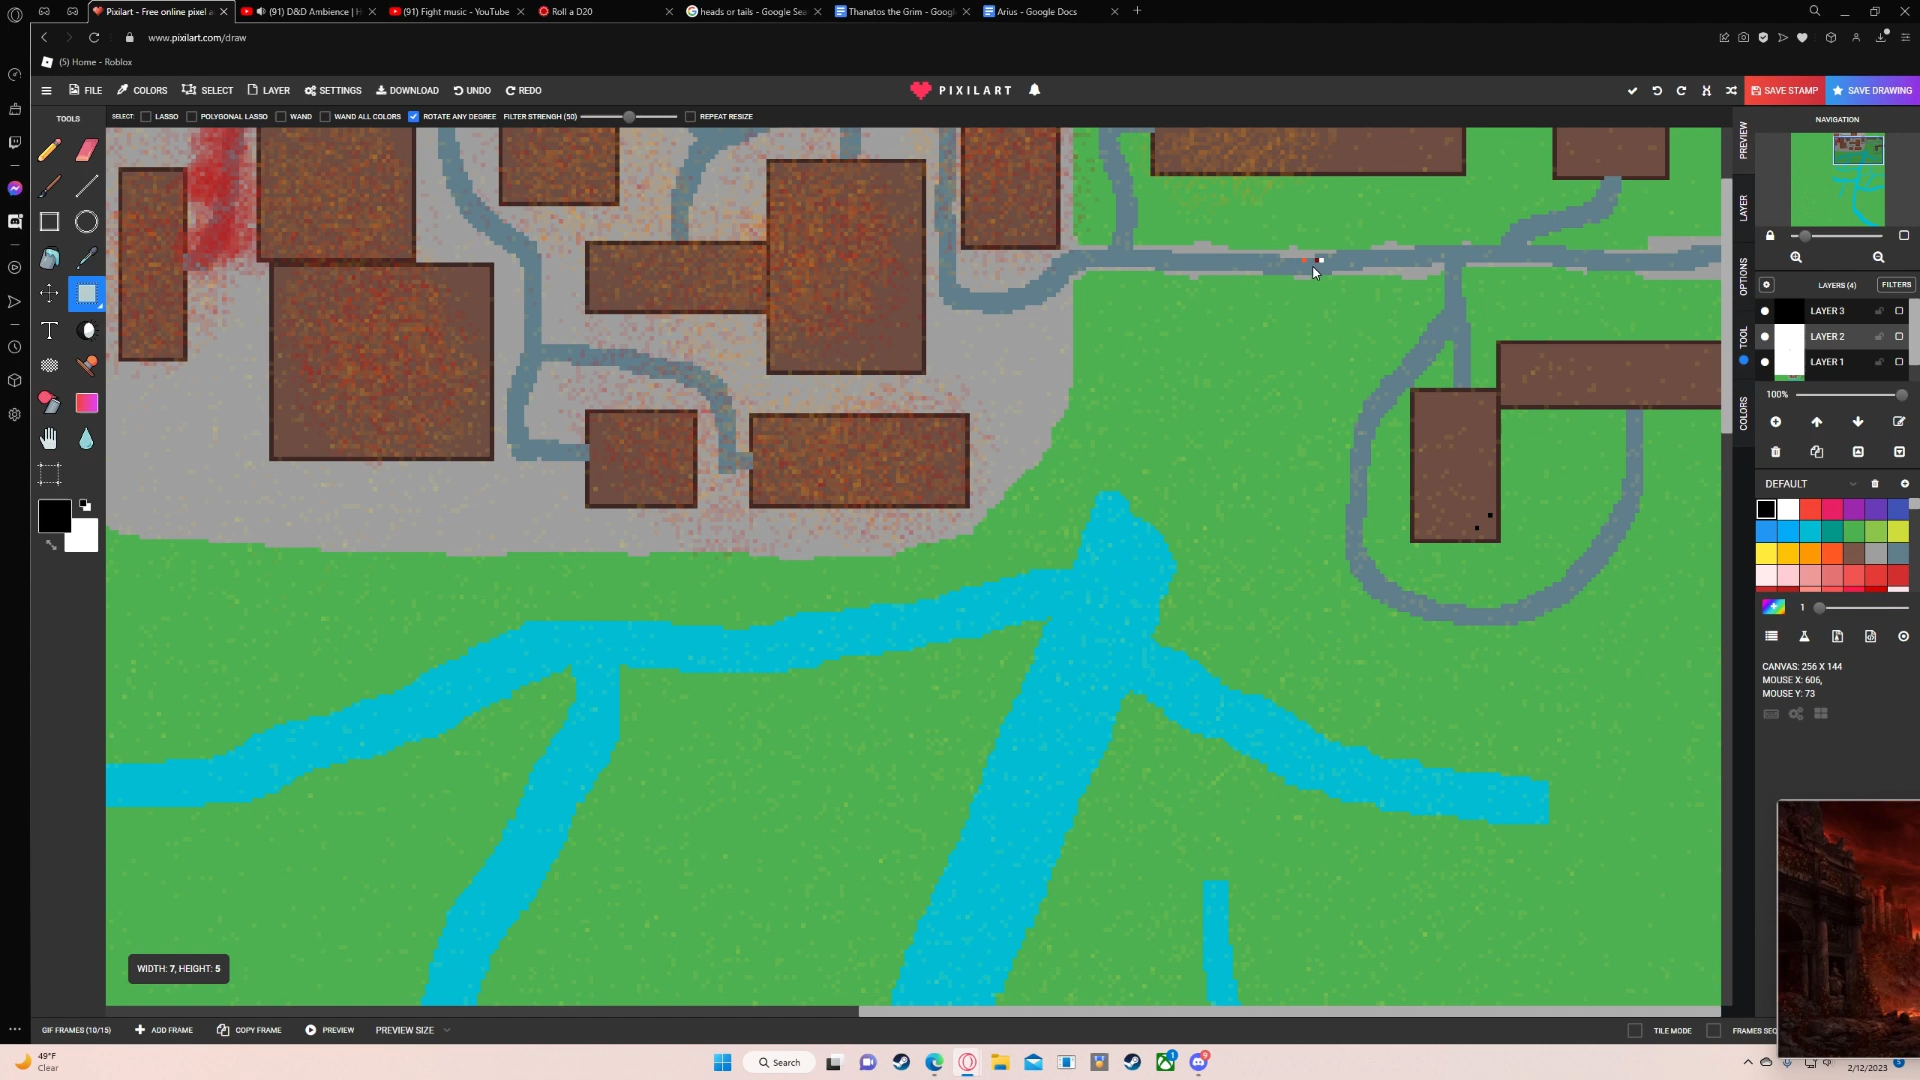 Pixilart - Free online pixel a
(91) D&D Ambience | H
(91) Fight music - YouTube
Roll a D20
heads or tails - Google Sea
Thanatos the Grim - Googl
Arius - Google Docs
www.pixilart.com/draw
(5) Home - Roblox
FILE
COLORS
SELECT
LAYER
SETTINGS
DOWNLOAD
UNDO
REDO
PIXILART
SAVE STAMP
SAVE DRAWING
TOOLS
SELECT:
LASSO
POLYGONAL LASSO
WAND
WAND ALL COLORS
ROTATE ANY DEGREE
FILTER STRENGH (50)
REPEAT RESIZE
NAVIGATION
PREVIEW
LAYER
OPTIONS
TOOL
COLORS
LAYERS (4)
FILTERS
LAYER 3
LAYER 2
LAYER 1
100%
DEFAULT
1
CANVAS: 256 X 144
MOUSE X: 606,
MOUSE Y: 73
WIDTH: 7, HEIGHT: 5
GIF FRAMES (10/15)
ADD FRAME
COPY FRAME
PREVIEW
PREVIEW SIZE
TILE MODE
FRAMES SEQ
49°F
Clear
Search
1
9
2/12/2023
5